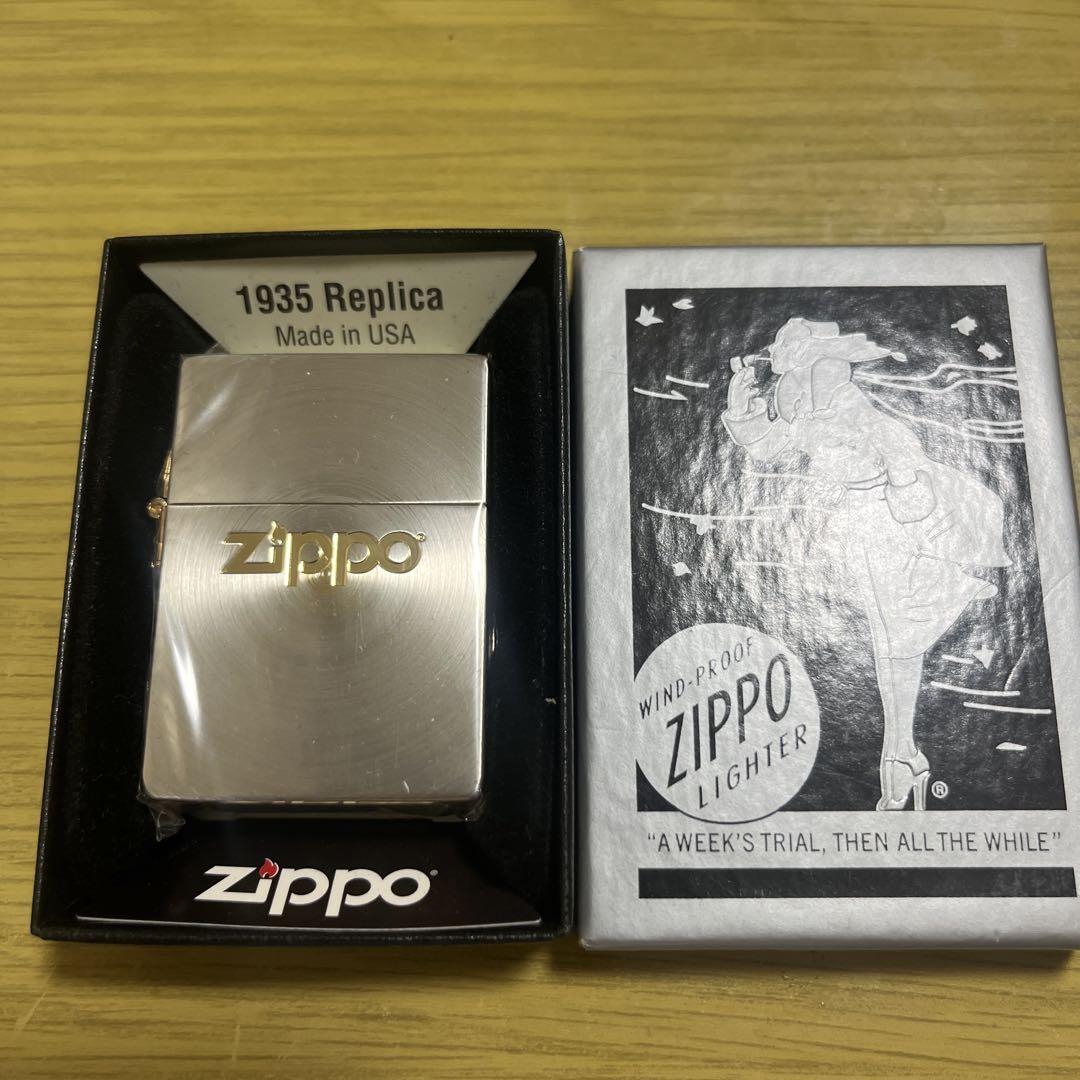 1935 Replica
Made in USA
Zippo
Zippo
WIND-PROOF
ZIPPO
LIGHTER
®
“A WEEK'S TRIAL, THEN ALL THE WHILE”